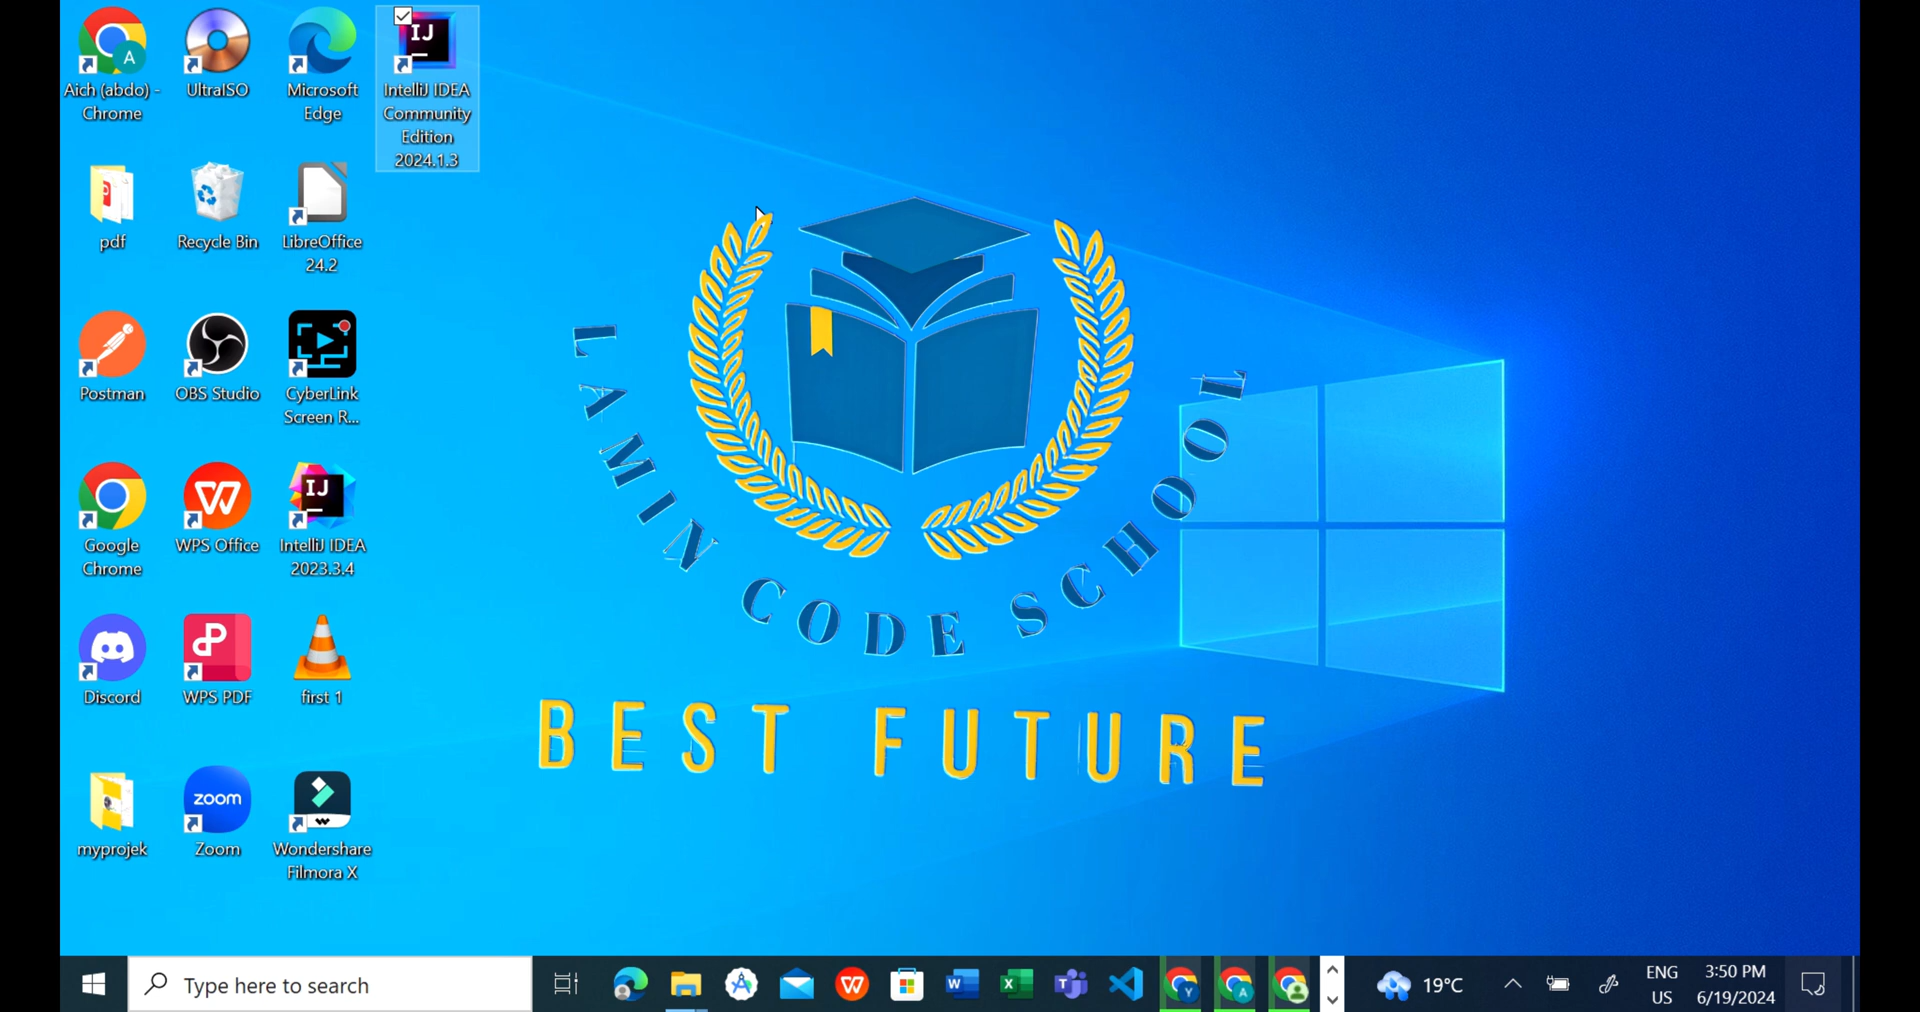 Aich (abdo) -
Chrome
UltraISO
Microsoft
Edge
IJ
IntelliJ IDEA
Community
Edition
2024.1.3
pdf
Recycle Bin
LibreOffice
24.2
Postman
OBS Studio
CyberLink
Screen R...
Google
Chrome
WPS Office
IJ
IntelliJ IDEA
2023.3.4
Discord
WPS PDF
first 1
myprojek
zoom
Zoom
Wondershare
Filmora X
LAMIN CODE SCHOOL
BEST FUTURE
Type here to search
19°C
ENG
US
3:50 PM
6/19/2024